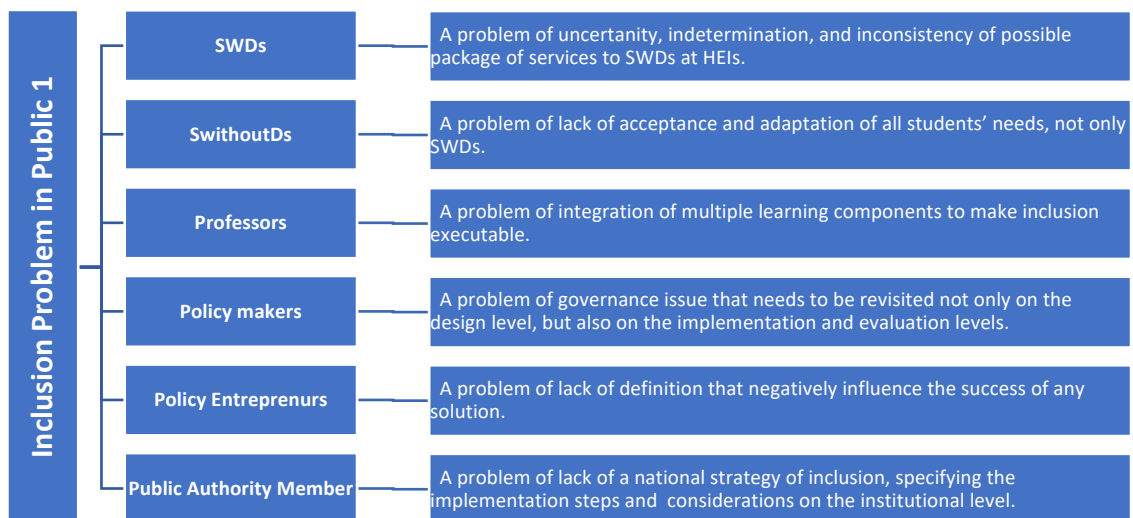 Inclusion Problem in Public 1
SWDs
A problem of uncertanity, indetermination, and inconsistency of possible
package of services to SWDs at HEIs.
SwithoutDs
A problem of lack of acceptance and adaptation of all students’ needs, not only
SWDs.
Professors
A problem of integration of multiple learning components to make inclusion
executable.
Policy makers
A problem of governance issue that needs to be revisited not only on the
design level, but also on the implementation and evaluation levels.
Policy Entreprenurs
A problem of lack of definition that negatively influence the success of any
solution.
Public Authority Member
A problem of lack of a national strategy of inclusion, specifying the
implementation steps and  considerations on the institutional level.